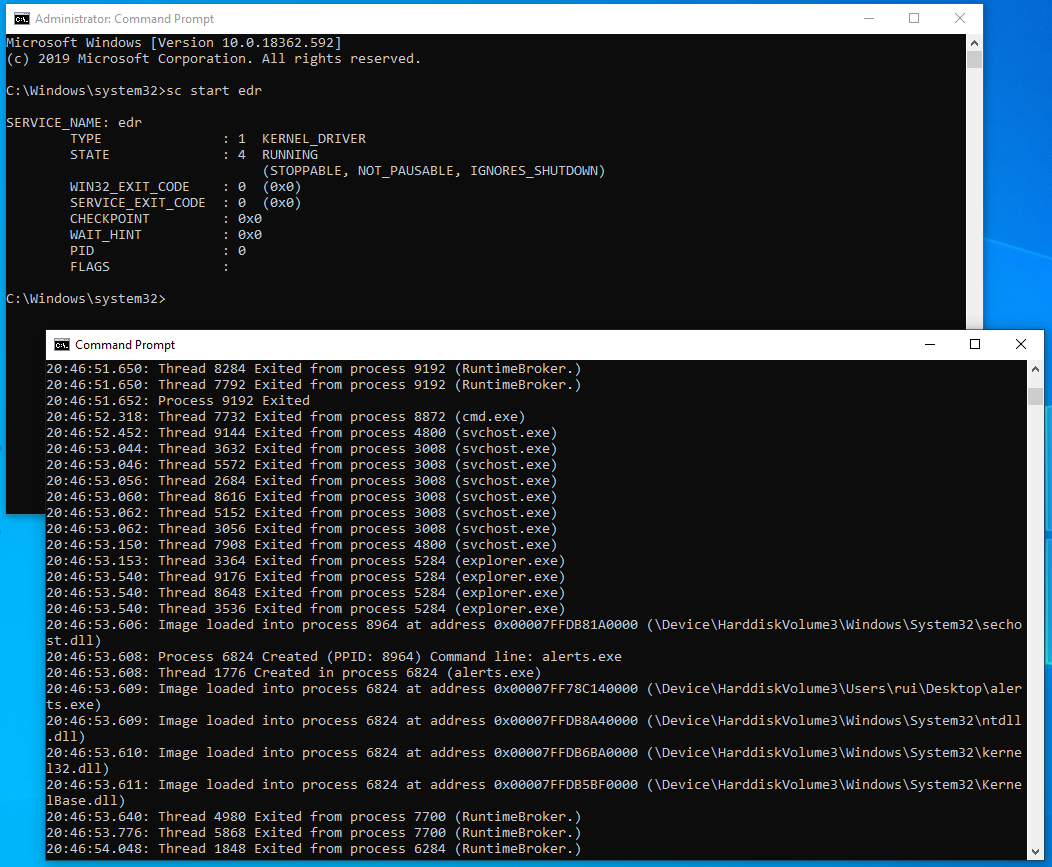 Administrator: Command Prompt
Microsoft Windows [Version 10.0.18362.592]
(c) 2019 Microsoft Corporation. All rights reserved.
C:\Windows\system32>sc start edr
SERVICE_NAME: edr
TYPE : 1 KERNEL_DRIVER
STATE : 4 RUNNING
(STOPPABLE, NOT_PAUSABLE, IGNORES_SHUTDOWN)
WIN32_EXIT_CODE : 0 (0x0)
SERVICE_EXIT_CODE : 0 (0x0)
CHECKPOINT : 0x0
WAIT_HINT : 0x0
PID : 0
FLAGS :
C:\Windows\system32>
Command Prompt
20:46:51.650: Thread 8284 Exited from process 9192 (RuntimeBroker.)
20:46:51.650: Thread 7792 Exited from process 9192 (RuntimeBroker.)
20:46:51.652: Process 9192 Exited
20:46:52.318: Thread 7732 Exited from process 8872 (cmd.exe)
20:46:52.452: Thread 9144 Exited from process 4800 (svchost.exe)
20:46:53.044: Thread 3632 Exited from process 3008 (svchost.exe)
20:46:53.046: Thread 5572 Exited from process 3008 (svchost.exe)
20:46:53.056: Thread 2684 Exited from process 3008 (svchost.exe)
20:46:53.060: Thread 8616 Exited from process 3008 (svchost.exe)
20:46:53.062: Thread 5152 Exited from process 3008 (svchost.exe)
20:46:53.062: Thread 3056 Exited from process 3008 (svchost.exe)
20:46:53.150: Thread 7908 Exited from process 4800 (svchost.exe)
20:46:53.153: Thread 3364 Exited from process 5284 (explorer.exe)
20:46:53.540: Thread 9176 Exited from process 5284 (explorer.exe)
20:46:53.540: Thread 8648 Exited from process 5284 (explorer.exe)
20:46:53.540: Thread 3536 Exited from process 5284 (explorer.exe)
20:46:53.606: Image loaded into process 8964 at address 0x00007FFDB81A0000 (\Device\HarddiskVolume3\Windows\System32\secho
st.dll)
20:46:53.608: Process 6824 Created (PPID: 8964) Command line: alerts.exe
20:46:53.608: Thread 1776 Created in process 6824 (alerts.exe)
20:46:53.609: Image loaded into process 6824 at address 0x00007FF78C140000 (\Device\HarddiskVolume3\Users\rui\Desktop\aler
ts.exe)
20:46:53.609: Image loaded into process 6824 at address 0x00007FFDB8A40000 (\Device\HarddiskVolume3\Windows\System32\ntdll
.dll)
20:46:53.610: Image loaded into process 6824 at address 0x00007FFDB6BA0000 (\Device\HarddiskVolume3\Windows\System32\kerne
l32.dll)
20:46:53.611: Image loaded into process 6824 at address 0x00007FFDB5BF0000 (\Device\HarddiskVolume3\Windows\System32\Kerne
lBase.dll)
20:46:53.640: Thread 4980 Exited from process 7700 (RuntimeBroker.)
20:46:53.776: Thread 5868 Exited from process 7700 (RuntimeBroker.)
20:46:54.048: Thread 1848 Exited from process 6284 (RuntimeBroker.)